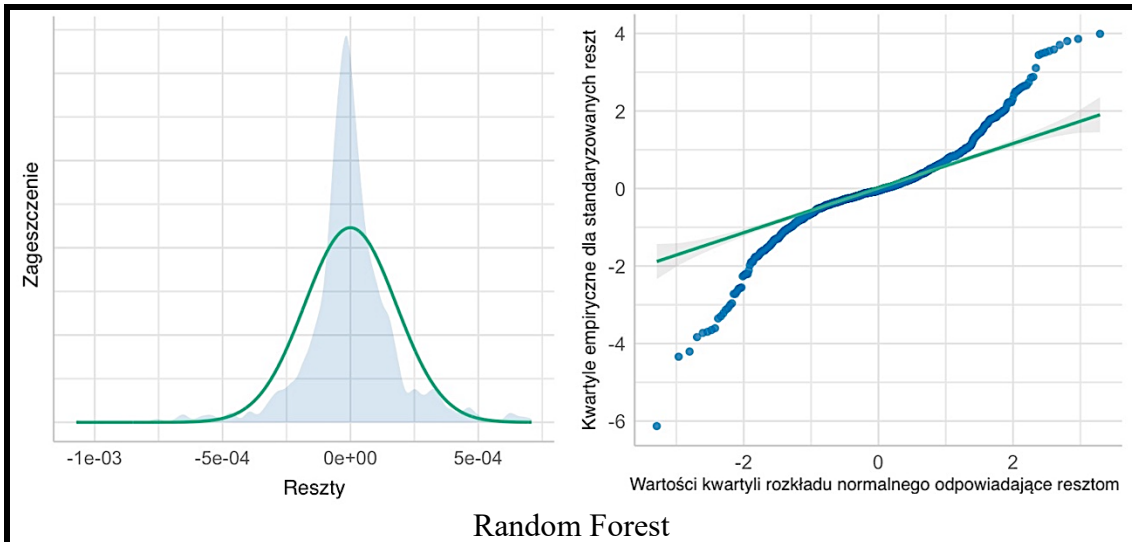 Zagęszczenie
-1e-03
-5e-04
0e+00
5e-04
Reszty
Kwartyle empiryczne dla standaryzowanych reszt
4
2
0
-2
-4
-6
-2
0
2
Wartości kwartyli rozkładu normalnego odpowiadające resztom
Random Forest